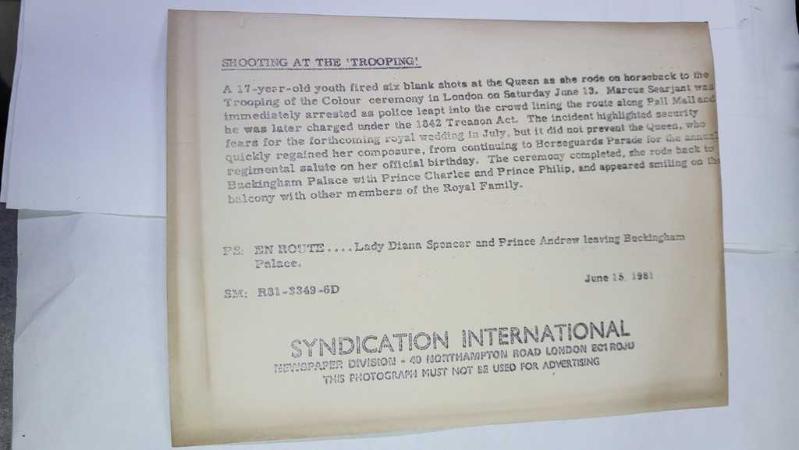 SHOOTING AT THE 'TROOPING'
A 17-year-old youth fired six blank shots at the Queen as she rode on horseback to the
Trooping of the Colour ceremony in London on Saturday June 13. Marcus Searjant was
immediately arrested as police leapt into the crowd lining the route along Pall Mall and
he was later charged under the 1842 Treason Act. The incident highlighted security
fears for the forthcoming royal wedding in July, but it did not prevent the Queen, who
quickly regained her composure, from continuing to Horseguards Parade for the annual
regimental salute on her official birthday. The ceremony completed, she rode back to
Buckingham Palace with Prince Charles and Prince Philip, and appeared smiling on the
balcony with other members of the Royal Family.
PS: EN ROUTE.... Lady Diana Spencer and Prince Andrew leaving Buckingham
Palace.
June 15, 1981
SM: R81-3349-6D
SYNDICATION INTERNATIONAL
NEWSPAPER DIVISION - 40 NORTHAMPTON ROAD LONDON EC1R0JU
THIS PHOTOGRAPH MUST NOT BE USED FOR ADVERTISING